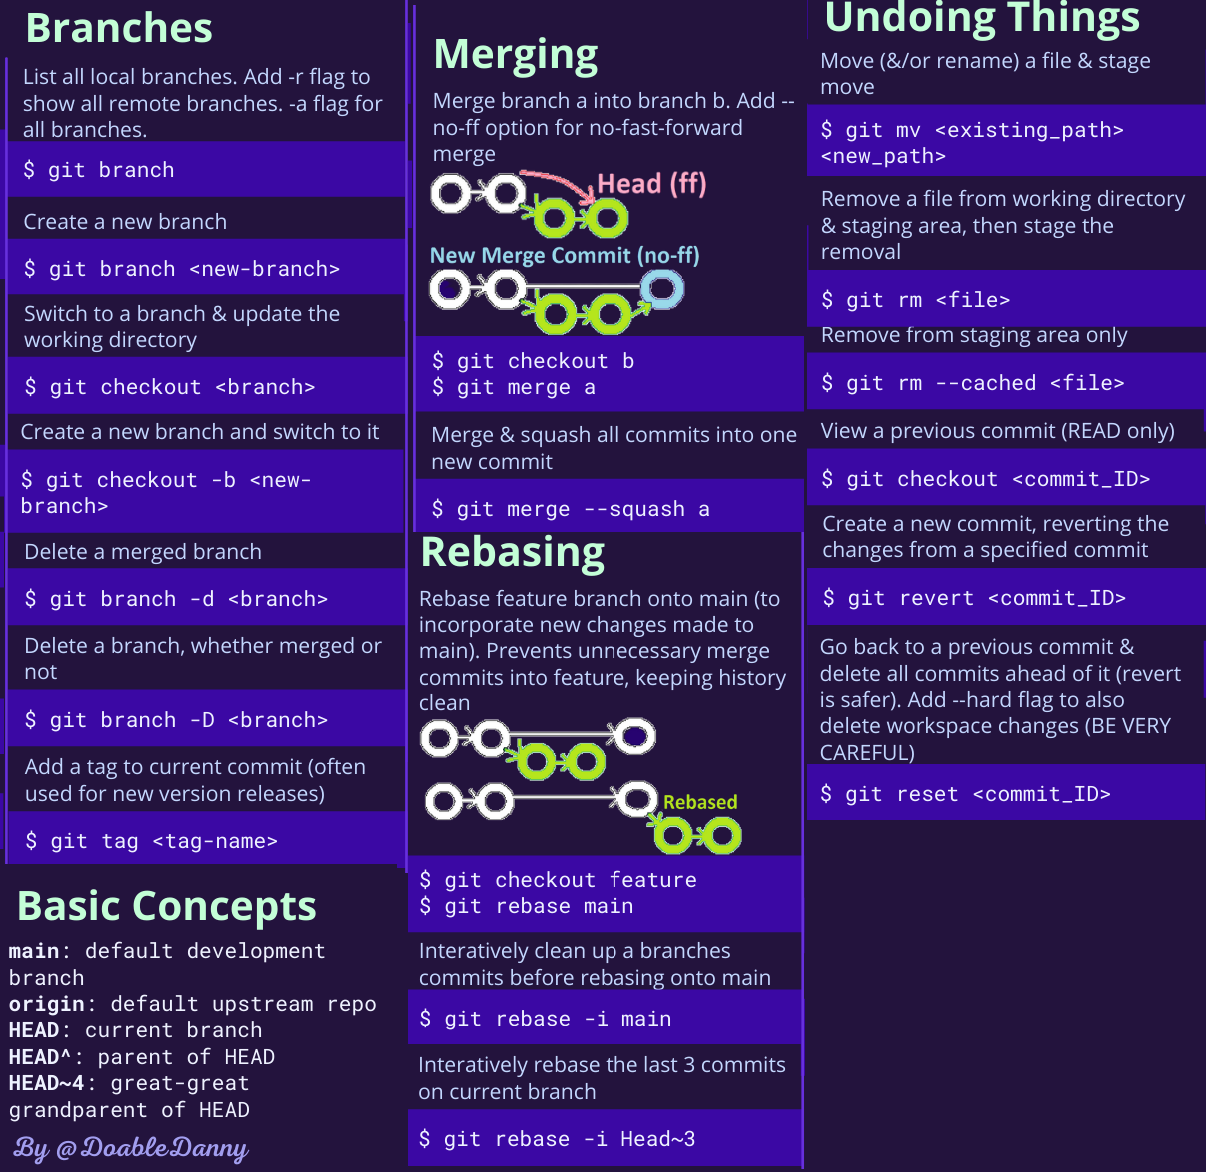 Branches
List all local branches. Add -r flag to
show all remote branches. -a flag for
all branches.
$ git branch
Create a new branch
$ git branch <new-branch>
Switch to a branch & update the
working directory
$ git checkout <branch>
Create a new branch and switch to it
$ git checkout -b <new-
branch>
Delete a merged branch
$ git branch -d <branch>
Delete a branch, whether merged or
not
$ git branch -D <branch>
Add a tag to current commit (often
used for new version releases)
$ git tag <tag-name>
Basic Concepts
main: default development
branch
origin: default upstream repo
HEAD: current branch
HEAD^: parent of HEAD
HEAD~4: great-great
grandparent of HEAD
By @DoableDanny
Merging
Merge branch a into branch b. Add --
no-ff option for no-fast-forward
merge
Head (ff)
New Merge Commit (no-ff)
$ git checkout b
$ git merge a
Merge & squash all commits into one
new commit
$ git merge --squash a
Rebasing
Rebase feature branch onto main (to
incorporate new changes made to
main). Prevents unnecessary merge
commits into feature, keeping history
clean
Rebased
$ git checkout feature
$ git rebase main
Interatively clean up a branches
commits before rebasing onto main
$ git rebase -i main
Interatively rebase the last 3 commits
on current branch
$ git rebase -i Head~3
Undoing Things
Move (&/or rename) a file & stage
move
$ git mv <existing_path>
<new_path>
Remove a file from working directory
& staging area, then stage the
removal
$ git rm <file>
Remove from staging area only
$ git rm --cached <file>
View a previous commit (READ only)
$ git checkout <commit_ID>
Create a new commit, reverting the
changes from a specified commit
$ git revert <commit_ID>
Go back to a previous commit &
delete all commits ahead of it (revert
is safer). Add --hard flag to also
delete workspace changes (BE VERY
CAREFUL)
$ git reset <commit_ID>